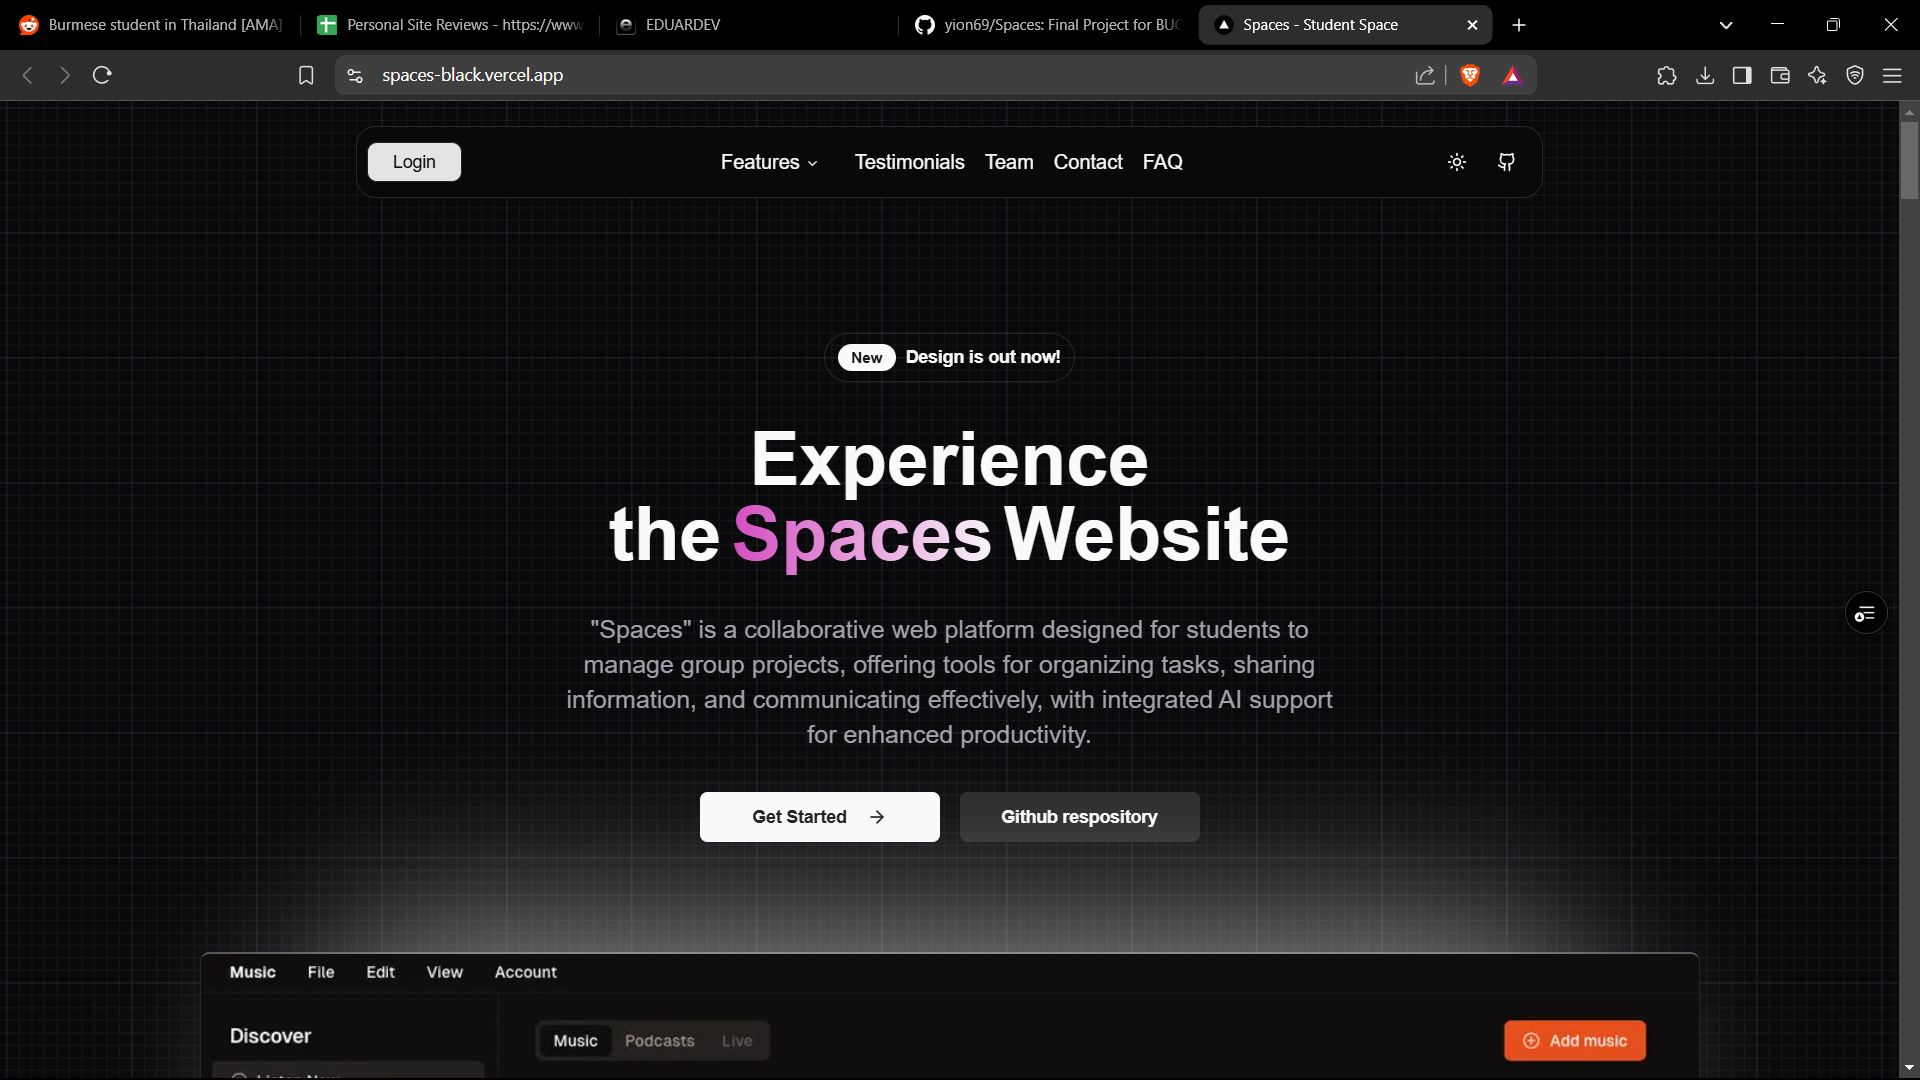 Burmese student in Thailand [AMA]
Personal Site Reviews - https://www.
EDUARDEV
yion69/Spaces: Final Project for BUC
Spaces - Student Space
spaces-black.vercel.app
Login
Features
Testimonials
Team
Contact
FAQ
New
Design is out now!
Experience
the Spaces Website
"Spaces" is a collaborative web platform designed for students to
manage group projects, offering tools for organizing tasks, sharing
information, and communicating effectively, with integrated AI support
for enhanced productivity.
Get Started
Github respository
Music
File
Edit
View
Account
Discover
Music
Podcasts
Live
Add music